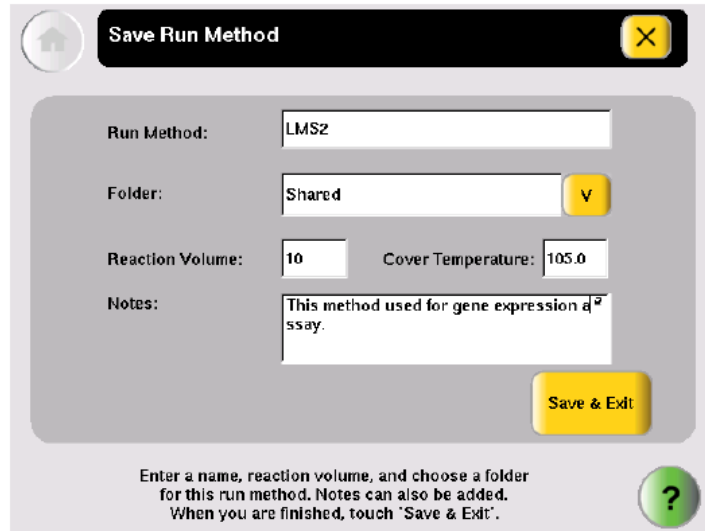 Save Run Method
X
Run Method: LMS2
Folder: Shared V
Reaction Volume: 10 Cover Temperature: 105.0
Notes: This method used for gene expression a
ssay.
Save & Exit
Enter a name, reaction volume, and choose a folder
for this run method. Notes can also be added.
When you are finished, touch "Save & Exit".
?